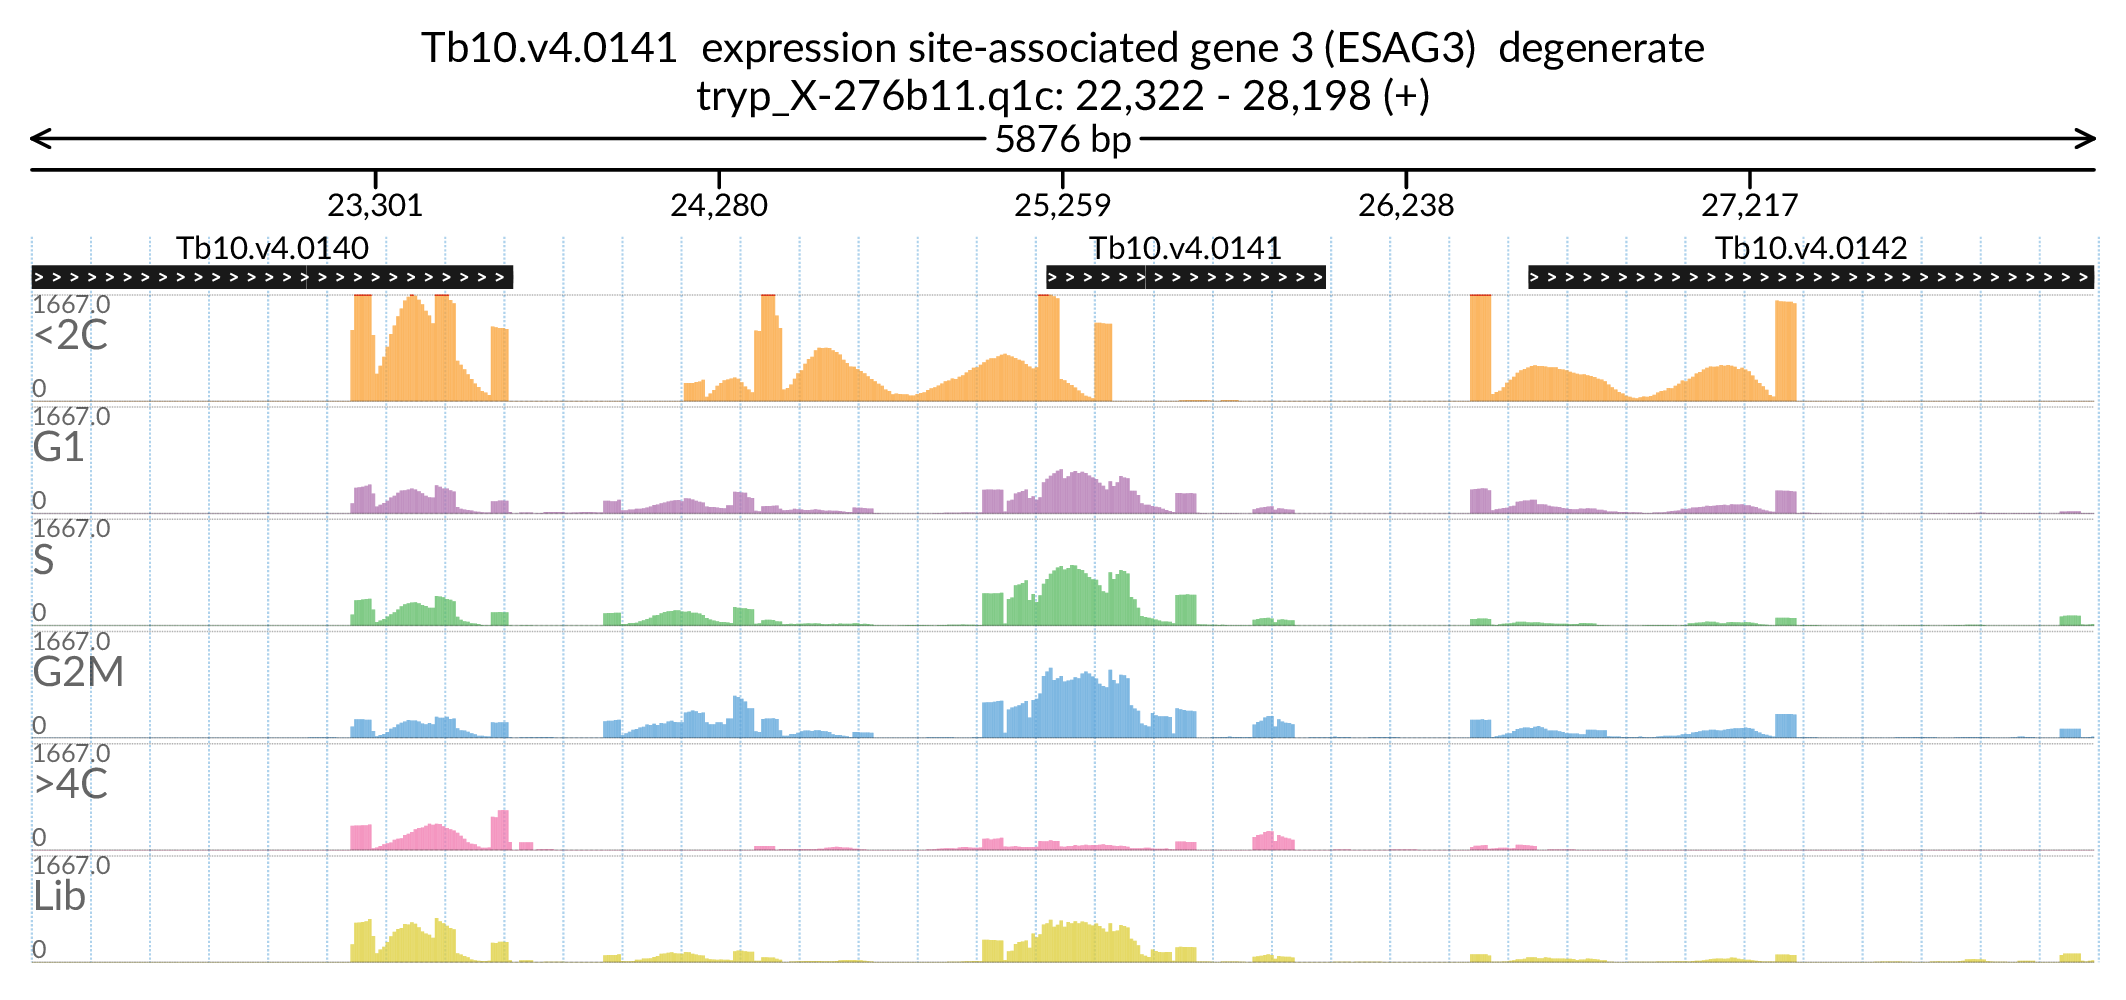 Tb10.v4.0141 expression site-associated gene 3 (ESAG3) degenerate
tryp_X-276b11.q1c: 22,322 - 28,198 (+)
5876 bp
23,301 24,280 25,259 26,238 27,217
Tb10.v4.0140 Tb10.v4.0141 Tb10.v4.0142
1667.0
<2C
0
1667.0
G1
0
1667.0
S
0
1667.0
G2M
0
1667.0
>4C
0
1667.0
Lib
0